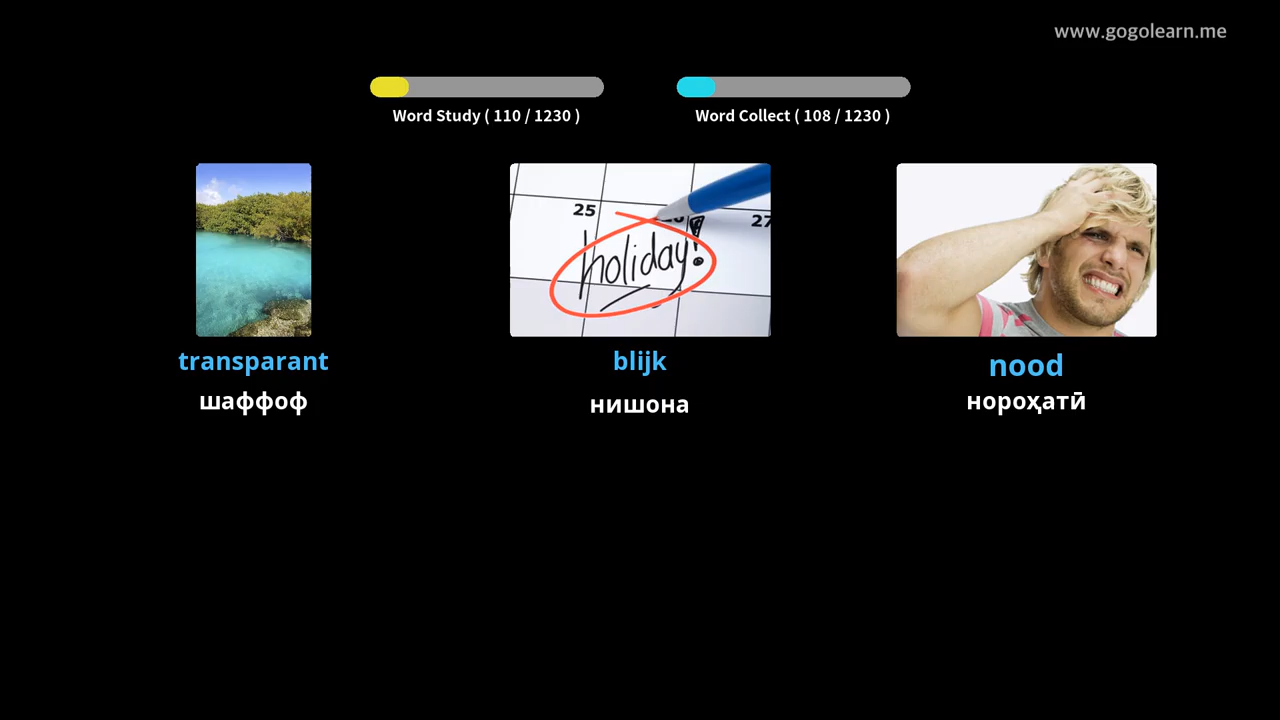 www.gogolearn.me
Word Study ( 110 / 1230 )
Word Collect ( 108 / 1230 )
25
27
holiday!
transparant
blijk
nood
шаффоф
нишона
нороҳатӣ